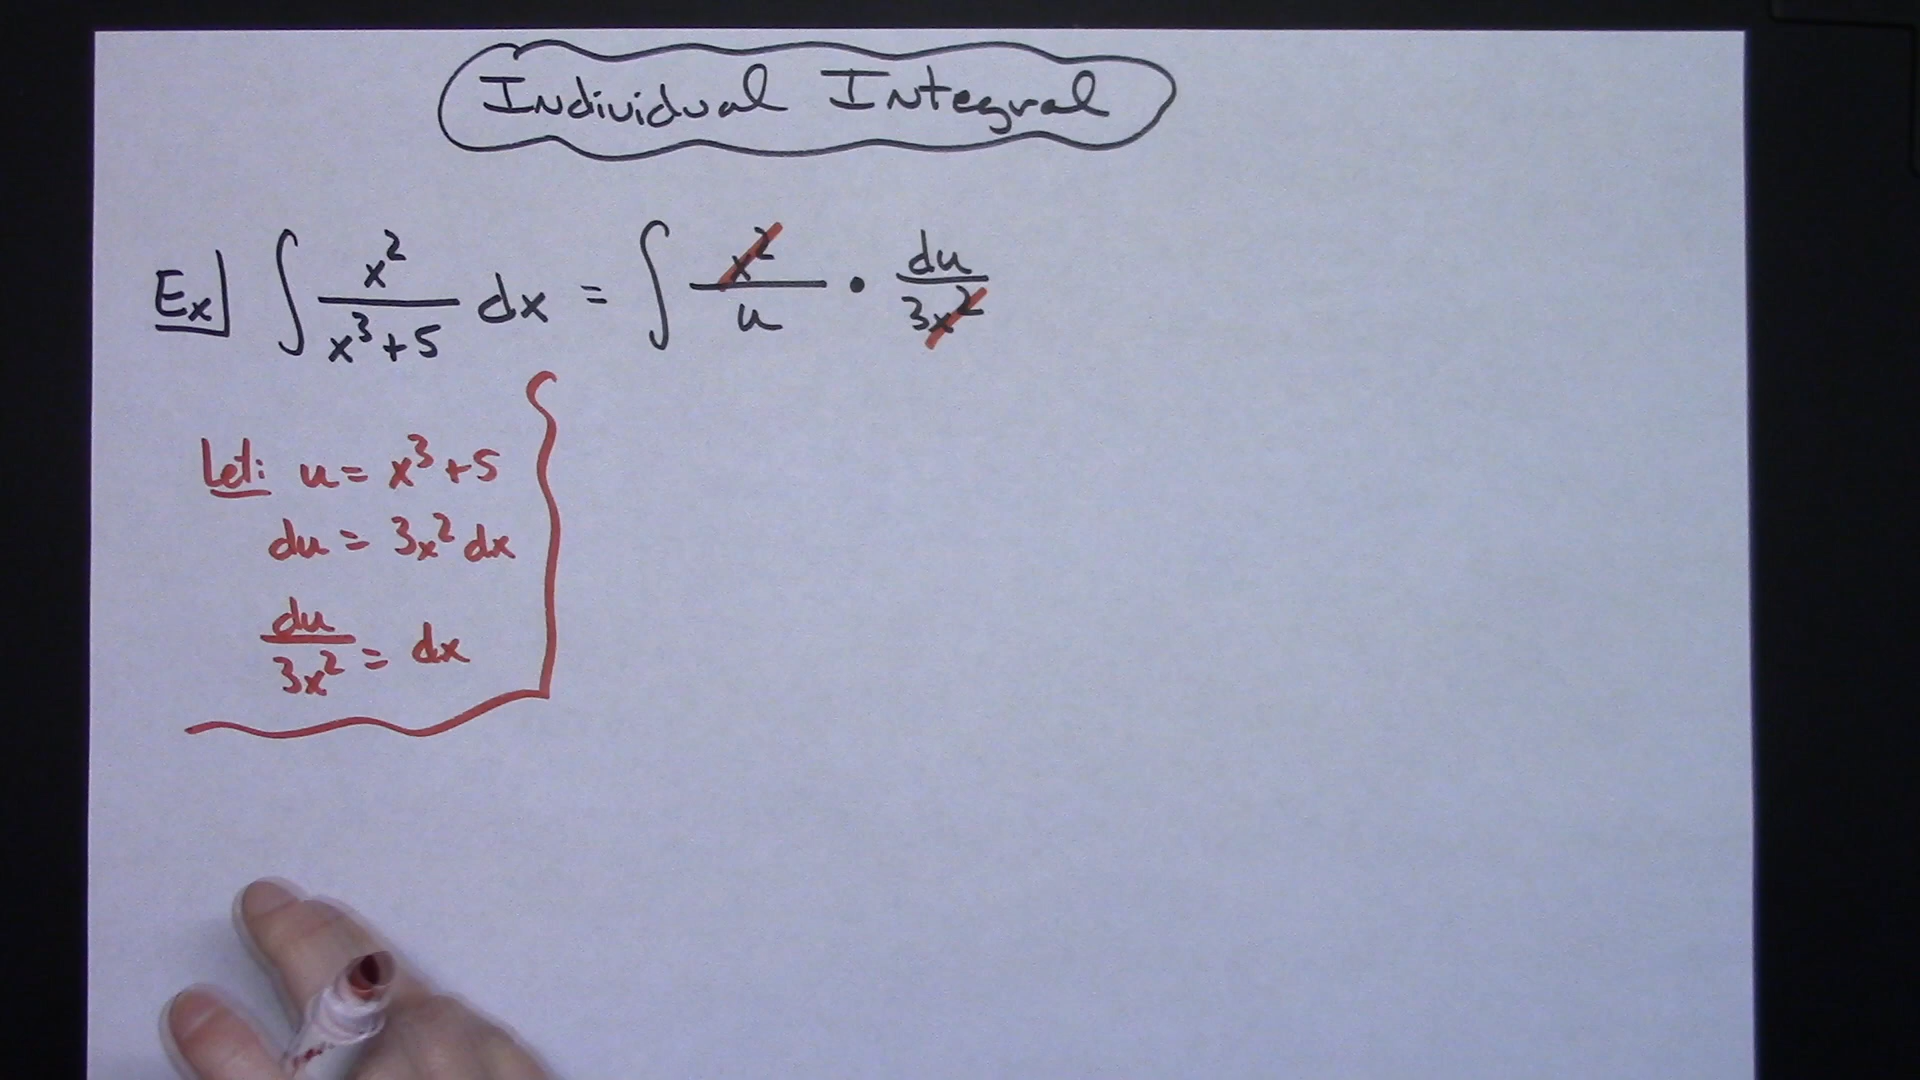 Individual Integral
Ex] ∫ x²/(x³+5) dx = ∫ x²/u • du/3x²
Let: u = x³+5
du = 3x² dx
du/3x² = dx